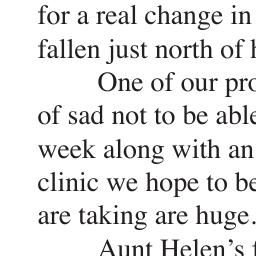 for a real change in
fallen just north of
One of our
of sad not to be able
week along with an
clinic we hope to be
are taking are huge.
Aunt Helen's